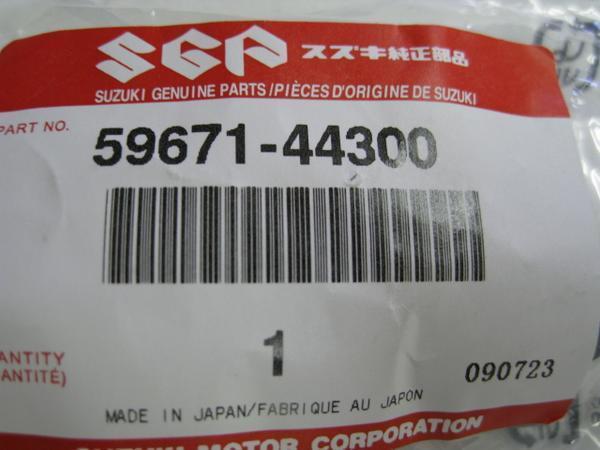 SGP スズキ純正部品
SUZUKI GENUINE PARTS/PIÈCES D'ORIGINE DE SUZUKI
PART NO. 59671-44300
ANTITY
ANTITÉ) 1 090723
MADE IN JAPAN/FABRIQUE AU JAPON
SUZUKI MOTOR CORPORATION